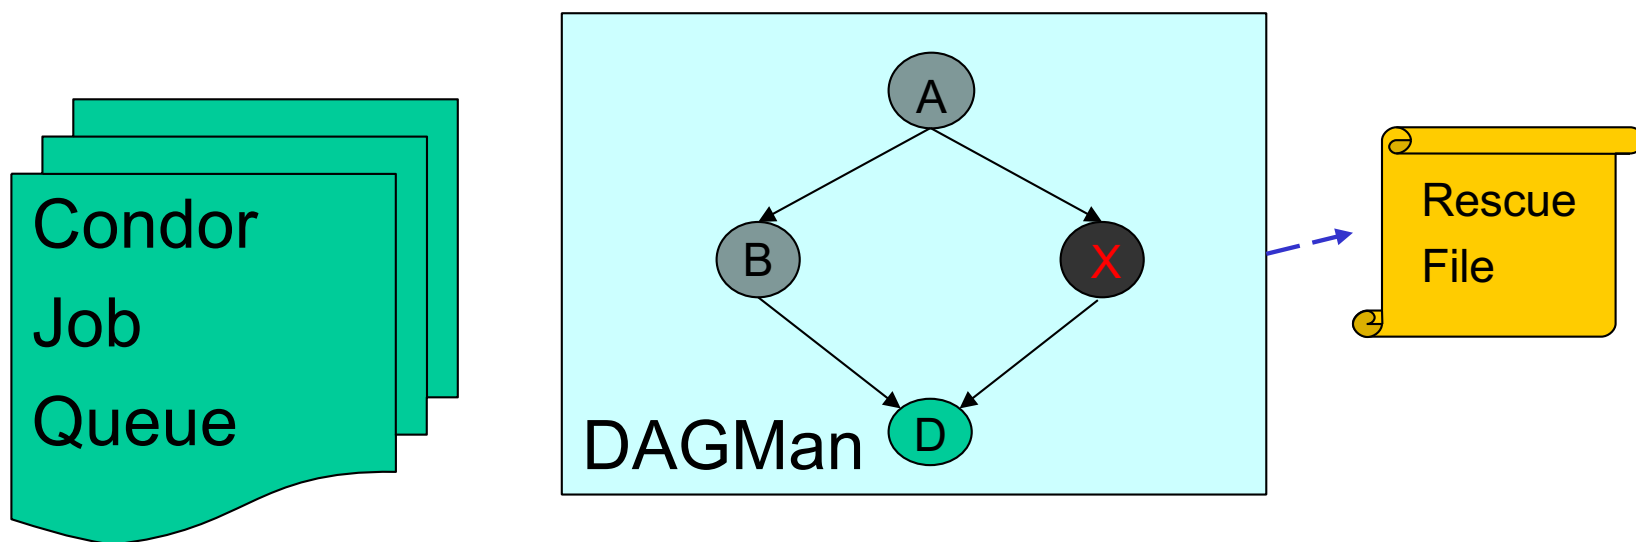 Condor
Job
Queue
A
B
X
D
DAGMan
Rescue
File